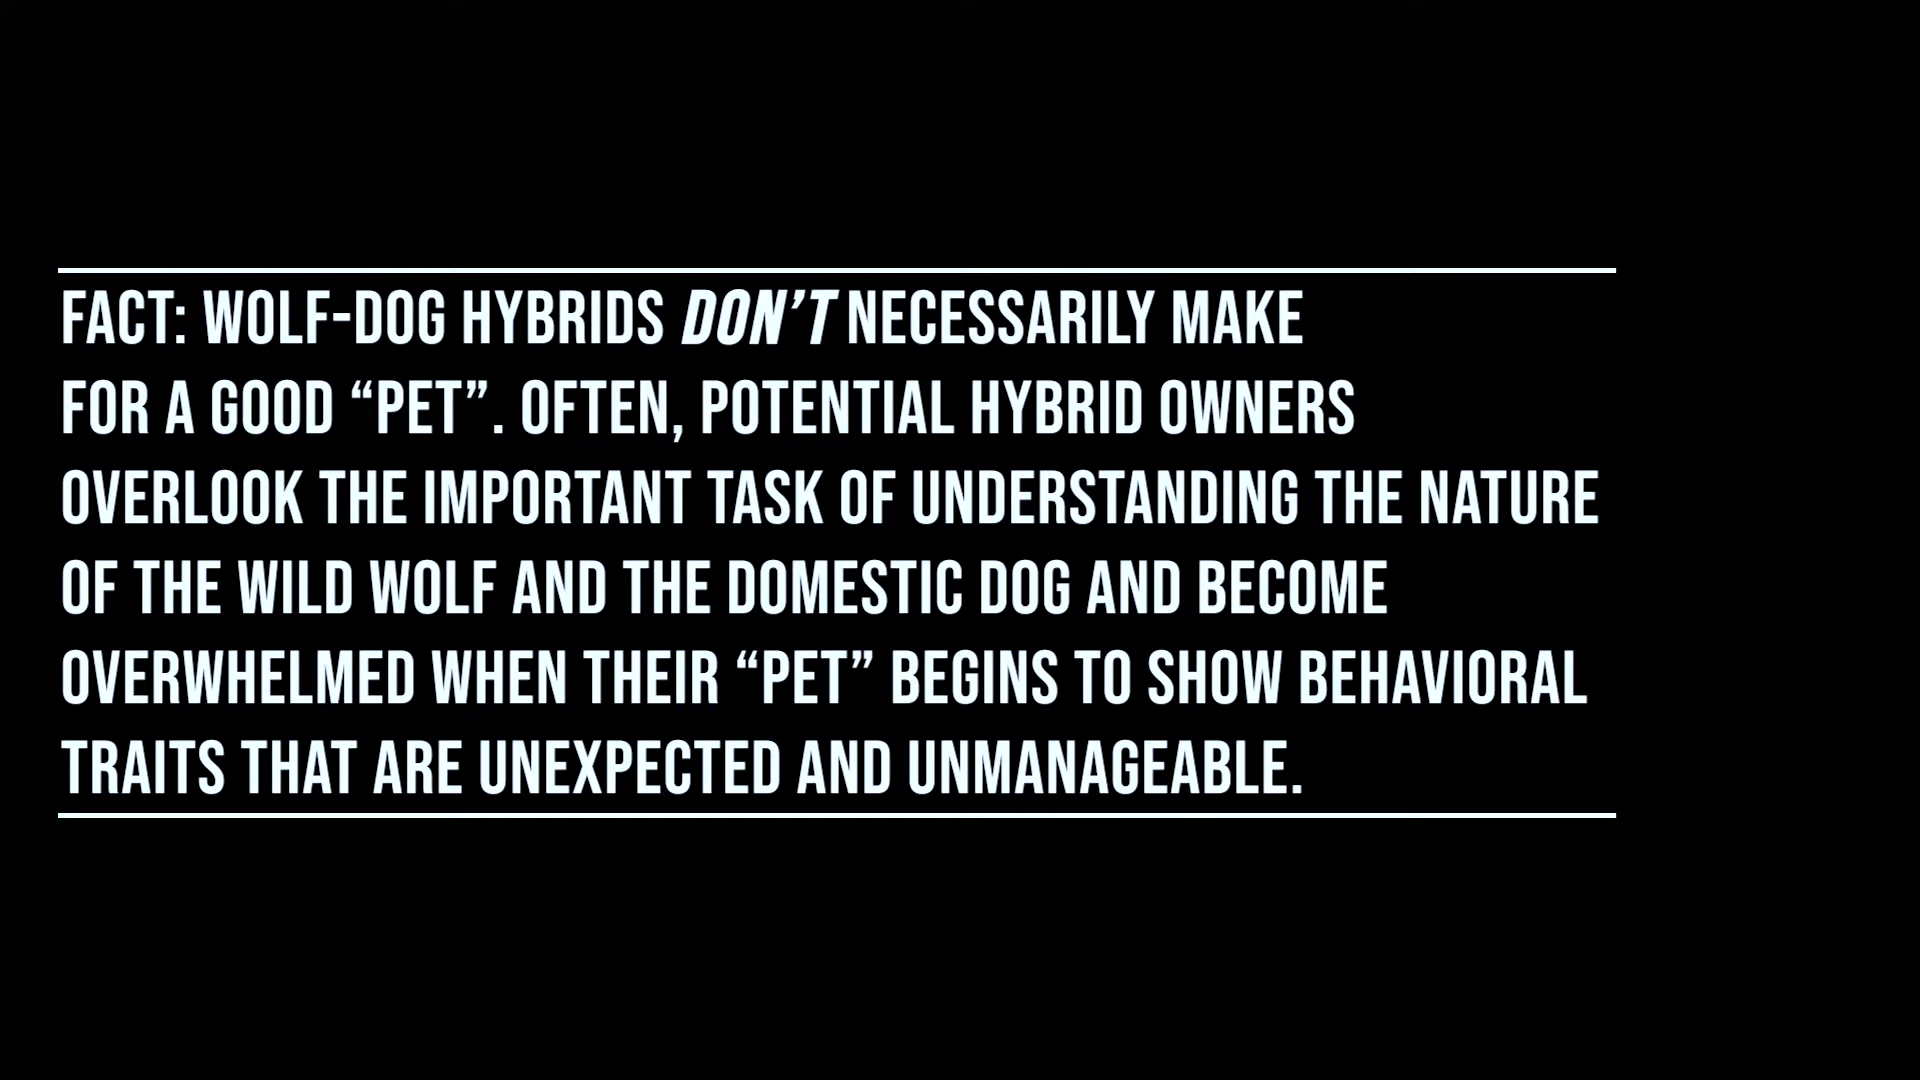 FACT: WOLF-DOG HYBRIDS DON’T NECESSARILY MAKE
FOR A GOOD “PET”. OFTEN, POTENTIAL HYBRID OWNERS
OVERLOOK THE IMPORTANT TASK OF UNDERSTANDING THE NATURE
OF THE WILD WOLF AND THE DOMESTIC DOG AND BECOME
OVERWHELMED WHEN THEIR “PET” BEGINS TO SHOW BEHAVIORAL
TRAITS THAT ARE UNEXPECTED AND UNMANAGEABLE.